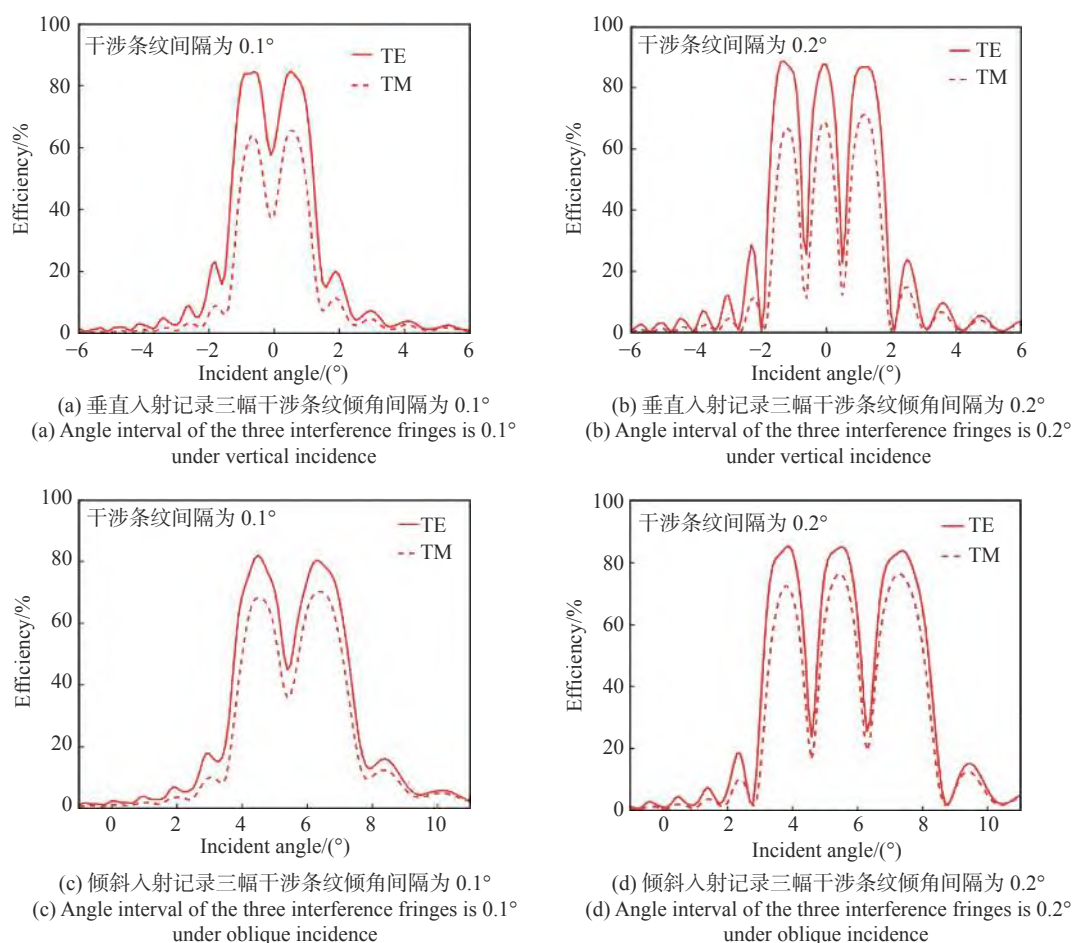 干涉条纹间隔为 0.1°
TE
TM
Efficiency/%
100
80
60
40
20
0
−6
−4
−2
0
2
4
6
Incident angle/(°)
(a) 垂直入射记录三幅干涉条纹倾角间隔为 0.1°
(a) Angle interval of the three interference fringes is 0.1°
under vertical incidence
干涉条纹间隔为 0.2°
TE
TM
Efficiency/%
100
80
60
40
20
0
−6
−4
−2
0
2
4
6
Incident angle/(°)
(b) 垂直入射记录三幅干涉条纹倾角间隔为 0.2°
(b) Angle interval of the three interference fringes is 0.2°
under vertical incidence
干涉条纹间隔为 0.1°
TE
TM
Efficiency/%
100
80
60
40
20
0
0
2
4
6
8
10
Incident angle/(°)
(c) 倾斜入射记录三幅干涉条纹倾角间隔为 0.1°
(c) Angle interval of the three interference fringes is 0.1°
under oblique incidence
干涉条纹间隔为 0.2°
TE
TM
Efficiency/%
100
80
60
40
20
0
0
2
4
6
8
10
Incident angle/(°)
(d) 倾斜入射记录三幅干涉条纹倾角间隔为 0.2°
(d) Angle interval of the three interference fringes is 0.2°
under oblique incidence